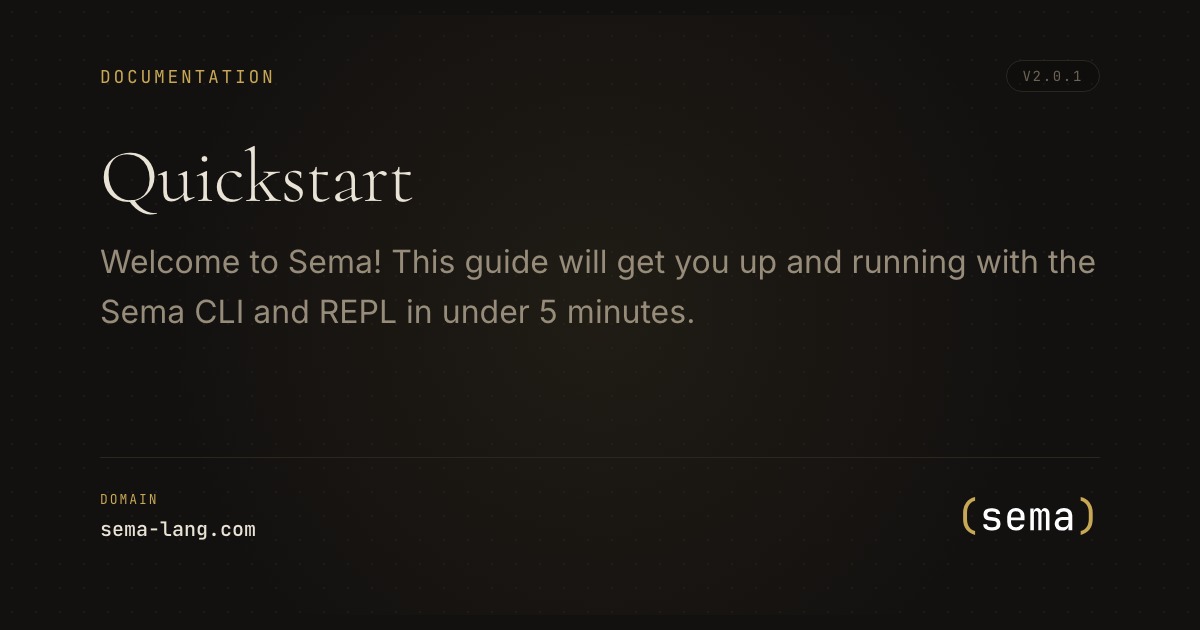 DOCUMENTATION
V2.0.1
Quickstart
Welcome to Sema! This guide will get you up and running with the
Sema CLI and REPL in under 5 minutes.
DOMAIN
sema-lang.com
(sema)